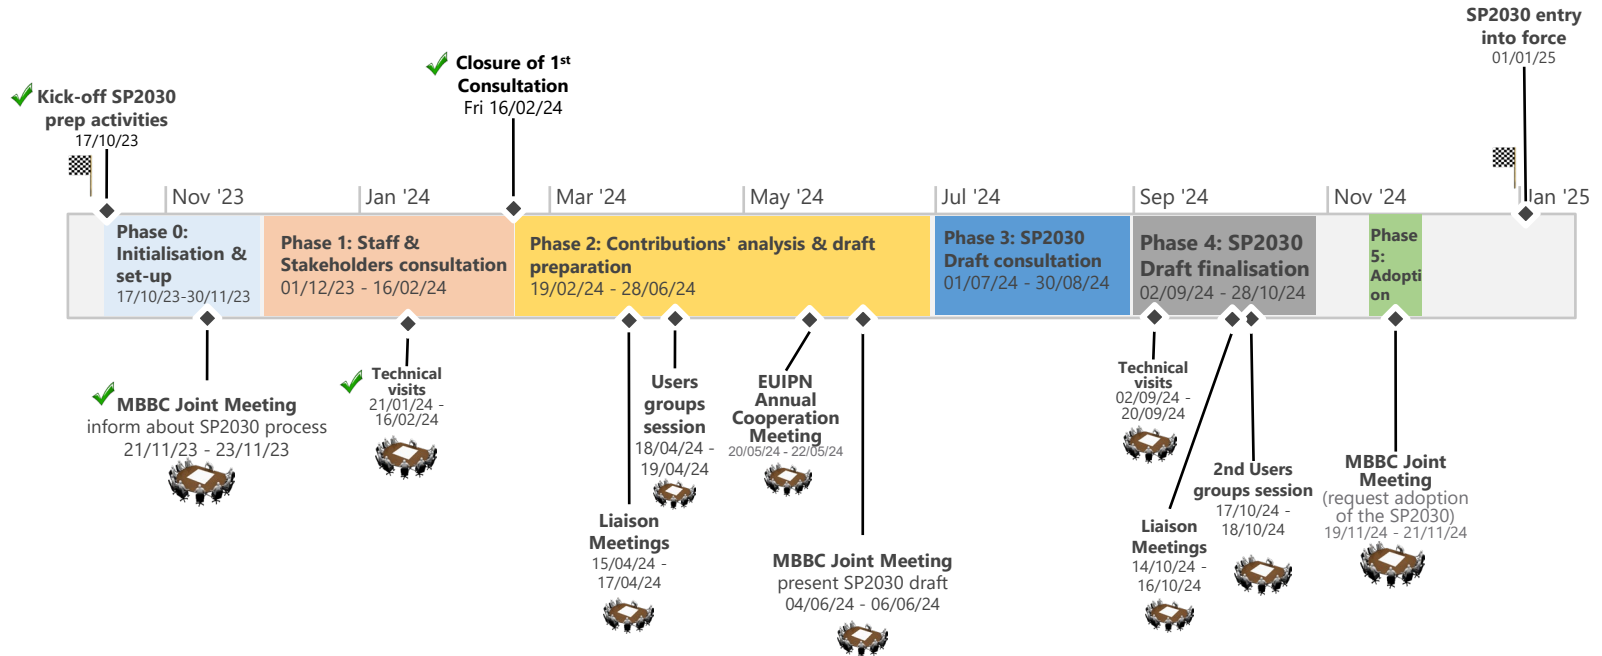 SP2030 entry
into force
01/01/25
Closure of 1st
Consultation
Fri 16/02/24
Kick-off SP2030
prep activities
17/10/23
Nov '23
Jan '24
Mar '24
May '24
Jul '24
Sep '24
Nov '24
Jan '25
Phase 0:
Initialisation &
set-up
17/10/23-30/11/23
Phase 1: Staff &
Stakeholders consultation
01/12/23 - 16/02/24
Phase 2: Contributions' analysis & draft
preparation
19/02/24 - 28/06/24
Phase 3: SP2030
Draft consultation
01/07/24 - 30/08/24
Phase 4: SP2030
Draft finalisation
02/09/24 - 28/10/24
Phase
5:
Adopti
on
MBBC Joint Meeting
inform about SP2030 process
21/11/23 - 23/11/23
Technical
visits
21/01/24 -
16/02/24
Liaison
Meetings
15/04/24 -
17/04/24
Users
groups
session
18/04/24 -
19/04/24
EUIPN
Annual
Cooperation
Meeting
20/05/24 - 22/05/24
MBBC Joint Meeting
present SP2030 draft
04/06/24 - 06/06/24
Technical
visits
02/09/24 -
20/09/24
Liaison
Meetings
14/10/24 -
16/10/24
2nd Users
groups session
17/10/24 -
18/10/24
MBBC Joint
Meeting
(request adoption
of the SP2030)
19/11/24 - 21/11/24